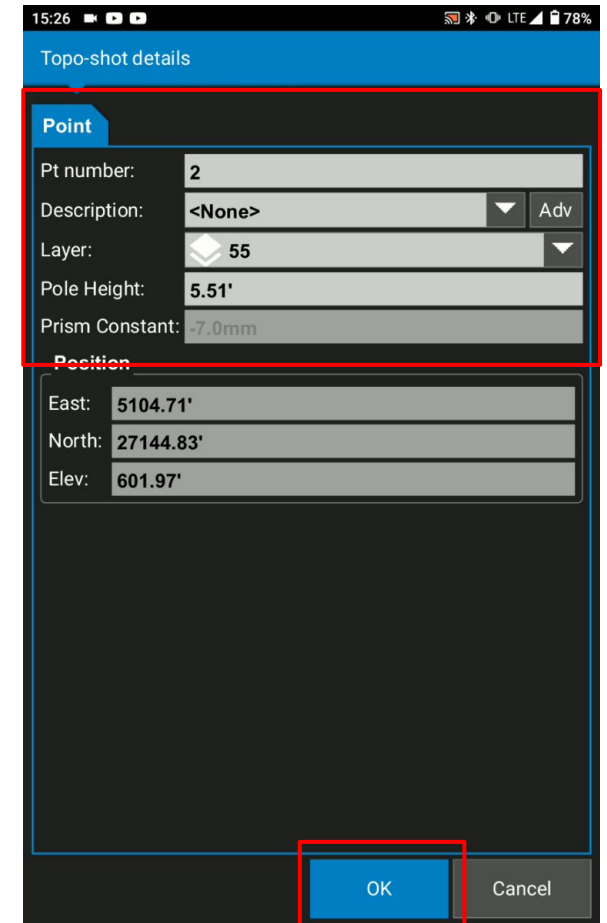 15:26 LTE 78%
Topo-shot details
Point
Pt number: 2
Description: <None> Adv
Layer: 55
Pole Height: 5.51'
Prism Constant: -7.0mm
Position
East: 5104.71'
North: 27144.83'
Elev: 601.97'
OK Cancel